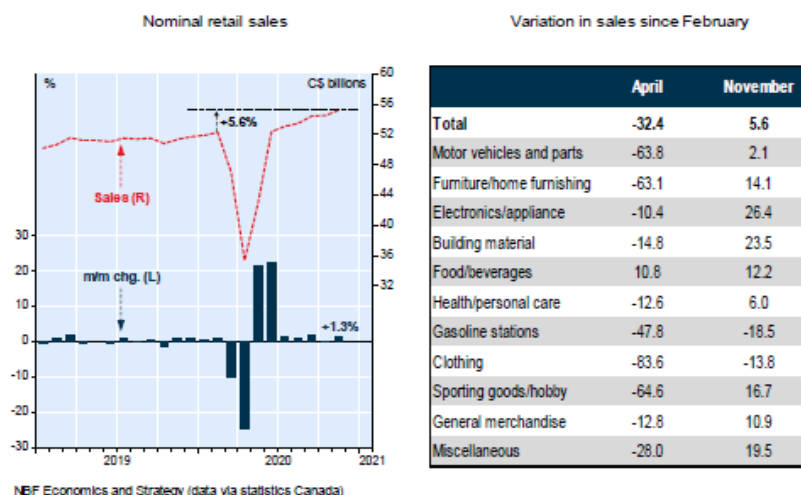 Nominal retail sales
% C$ billions
60
56
+5.6%
52
48
Sales (R)
44
40
30 36
m/m chg. (L)
20 32
10
+1.3%
0
-10
-20
-30
2019 2020 2021
NBF Economics and Strategy (data via statistics Canada)
Variation in sales since February
April November
Total -32.4 5.6
Motor vehicles and parts -63.8 2.1
Furniture/home furnishing -63.1 14.1
Electronics/appliance -10.4 26.4
Building material -14.8 23.5
Food/beverages 10.8 12.2
Health/personal care -12.6 6.0
Gasoline stations -47.8 -18.5
Clothing -83.6 -13.8
Sporting goods/hobby -64.6 16.7
General merchandise -12.8 10.9
Miscellaneous -28.0 19.5